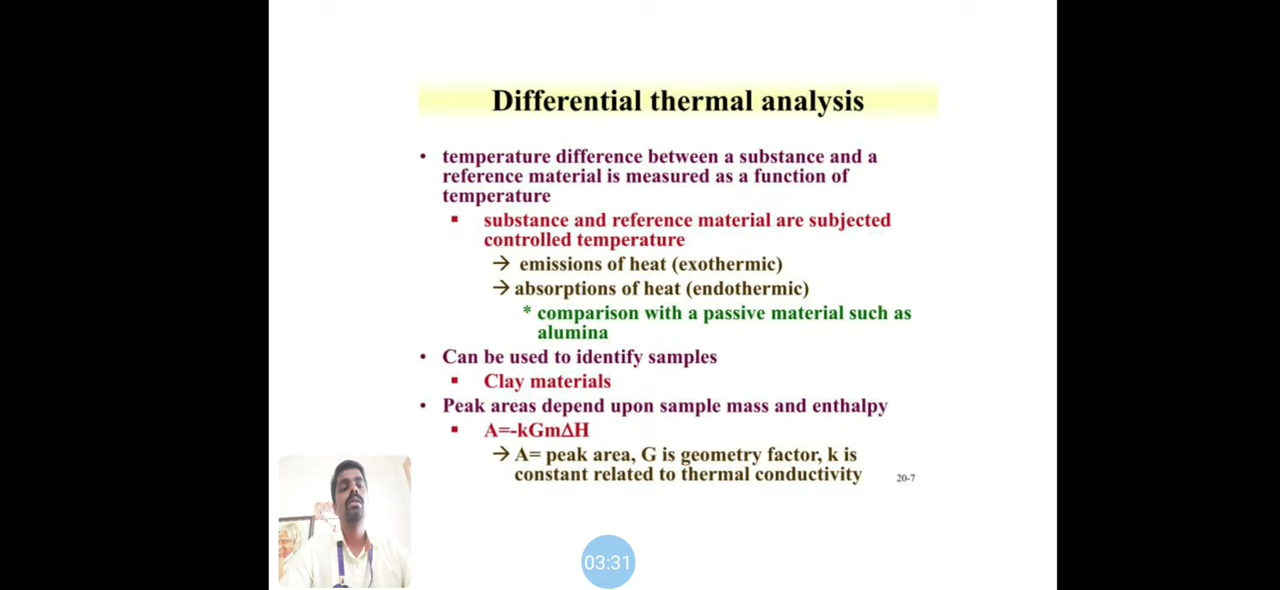 Differential thermal analysis
• temperature difference between a substance and a
reference material is measured as a function of
temperature
▪ substance and reference material are subjected
controlled temperature
→ emissions of heat (exothermic)
→ absorptions of heat (endothermic)
* comparison with a passive material such as
alumina
• Can be used to identify samples
▪ Clay materials
• Peak areas depend upon sample mass and enthalpy
▪ A=-kGmΔH
→ A= peak area, G is geometry factor, k is
constant related to thermal conductivity
20-7
03:31